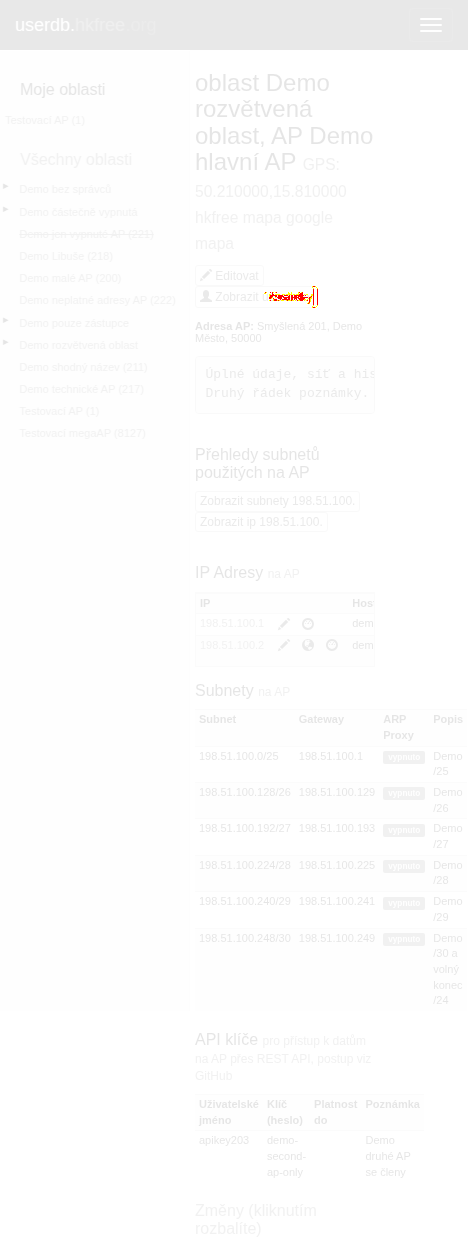 userdb.hkfree.org
Moje oblasti
Testovací AP (1)
Všechny oblasti
Demo bez správců
Demo částečně vypnutá
Demo jen vypnuté AP (221)
Demo Libuše (218)
Demo malá AP (200)
Demo neplatné adresy AP (222)
Demo pouze zástupce
Demo rozvětvená oblast
Demo shodný název (211)
Demo technické AP (217)
Testovací AP (1)
Testovací megaAP (8127)
oblast Demo
rozvětvená
oblast, AP Demo
hlavní AP GPS:
50.210000,15.810000
hkfree mapa google
mapa
Editovat
Zobrazit
Adresa AP: Smyšlená 201, Demo
Město, 50000
Úplné údaje, síť a his
Druhý řádek poznámky.
Přehledy subnetů
použitých na AP
Zobrazit subnety 198.51.100.
Zobrazit ip 198.51.100.
IP Adresy na AP
IP Hos
198.51.100.1 dem
198.51.100.2 dem
Subnety na AP
Subnet Gateway ARP Proxy Popis
198.51.100.0/25 198.51.100.1 vypnuto Demo /25
198.51.100.128/26 198.51.100.129 vypnuto Demo /26
198.51.100.192/27 198.51.100.193 vypnuto Demo /27
198.51.100.224/28 198.51.100.225 vypnuto Demo /28
198.51.100.240/29 198.51.100.241 vypnuto Demo /29
198.51.100.248/30 198.51.100.249 vypnuto Demo /30 a volný konec /24
API klíče pro přístup k datům
na AP přes REST API, postup viz
GitHub
Uživatelské jméno Klíč (heslo) Platnost do Poznámka
apikey203 demo-second-ap-only Demo druhé AP se členy
Změny (kliknutím
rozbalíte)